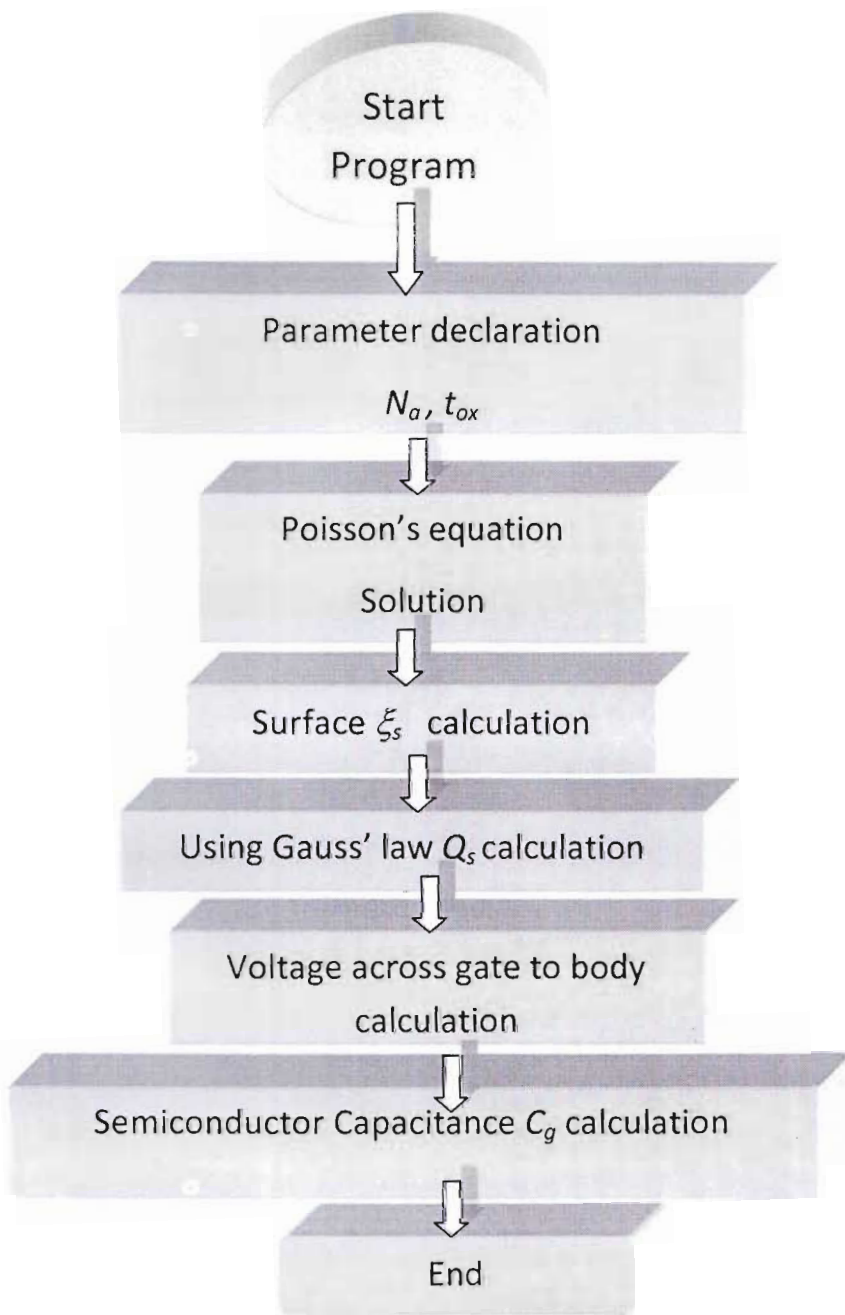 Start
Program
Parameter declaration
Nₐ, tₒₓ
Poisson's equation
Solution
Surface ξₛ calculation
Using Gauss' law Qₛ calculation
Voltage across gate to body
calculation
Semiconductor Capacitance C_g calculation
End